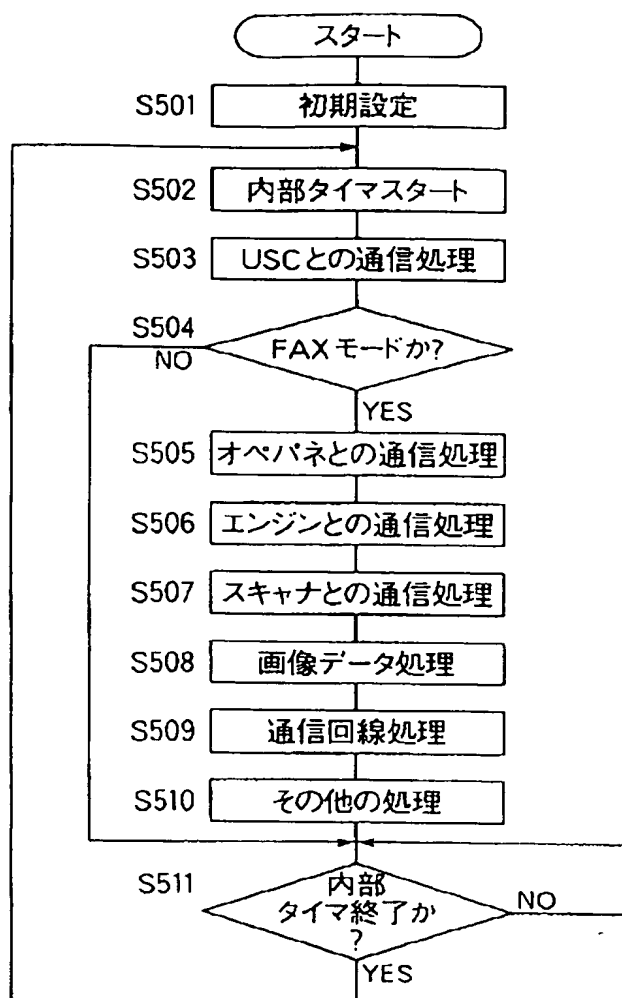 スタート
S501 初期設定
S502 内部タイマスタート
S503 USCとの通信処理
S504 FAXモードか?
NO
YES
S505 オペパネとの通信処理
S506 エンジンとの通信処理
S507 スキャナとの通信処理
S508 画像データ処理
S509 通信回線処理
S510 その他の処理
S511 内部
タイマ終了か
?
NO
YES